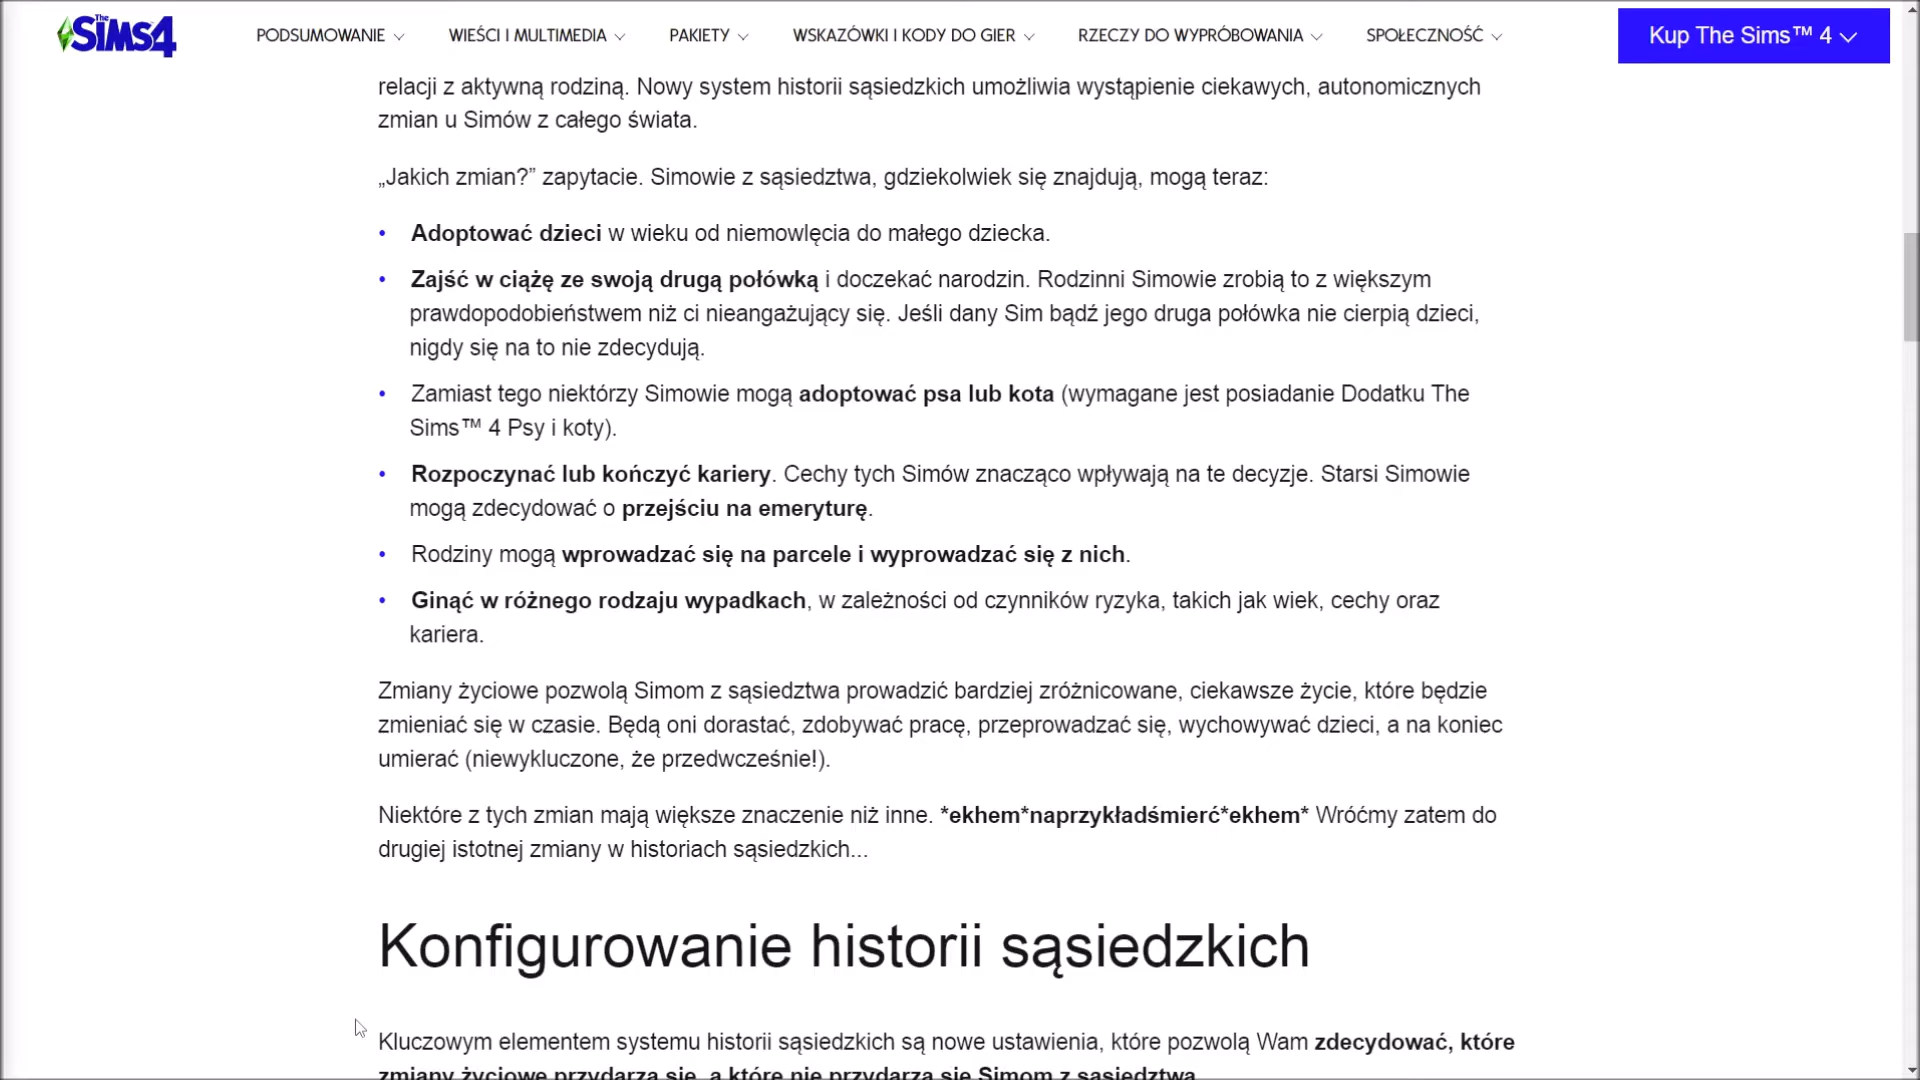 The Sims 4
PODSUMOWANIE
WIEŚCI I MULTIMEDIA
PAKIETY
WSKAZÓWKI I KODY DO GIER
RZECZY DO WYPRÓBOWANIA
SPOŁECZNOŚĆ
Kup The Sims™ 4
relacji z aktywną rodziną. Nowy system historii sąsiedzkich umożliwia wystąpienie ciekawych, autonomicznych
zmian u Simów z całego świata.
„Jakich zmian?” zapytacie. Simowie z sąsiedztwa, gdziekolwiek się znajdują, mogą teraz:
• Adoptować dzieci w wieku od niemowlęcia do małego dziecka.
• Zajść w ciążę ze swoją drugą połówką i doczekać narodzin. Rodzinni Simowie zrobią to z większym
prawdopodobieństwem niż ci nieangażujący się. Jeśli dany Sim bądź jego druga połówka nie cierpią dzieci,
nigdy się na to nie zdecydują.
• Zamiast tego niektórzy Simowie mogą adoptować psa lub kota (wymagane jest posiadanie Dodatku The
Sims™ 4 Psy i koty).
• Rozpoczynać lub kończyć kariery. Cechy tych Simów znacząco wpływają na te decyzje. Starsi Simowie
mogą zdecydować o przejściu na emeryturę.
• Rodziny mogą wprowadzać się na parcele i wyprowadzać się z nich.
• Ginąć w różnego rodzaju wypadkach, w zależności od czynników ryzyka, takich jak wiek, cechy oraz
kariera.
Zmiany życiowe pozwolą Simom z sąsiedztwa prowadzić bardziej zróżnicowane, ciekawsze życie, które będzie
zmieniać się w czasie. Będą oni dorastać, zdobywać pracę, przeprowadzać się, wychowywać dzieci, a na koniec
umierać (niewykluczone, że przedwcześnie!).
Niektóre z tych zmian mają większe znaczenie niż inne. *ekhem*naprzykładśmierć*ekhem* Wróćmy zatem do
drugiej istotnej zmiany w historiach sąsiedzkich...
Konfigurowanie historii sąsiedzkich
Kluczowym elementem systemu historii sąsiedzkich są nowe ustawienia, które pozwolą Wam zdecydować, które
zmiany życiowe przydarzą się, a które nie przydarzą się Simom z sąsiedztwa.